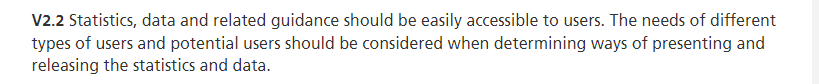 V2.2 Statistics, data and related guidance should be easily accessible to users. The needs of different
types of users and potential users should be considered when determining ways of presenting and
releasing the statistics and data.